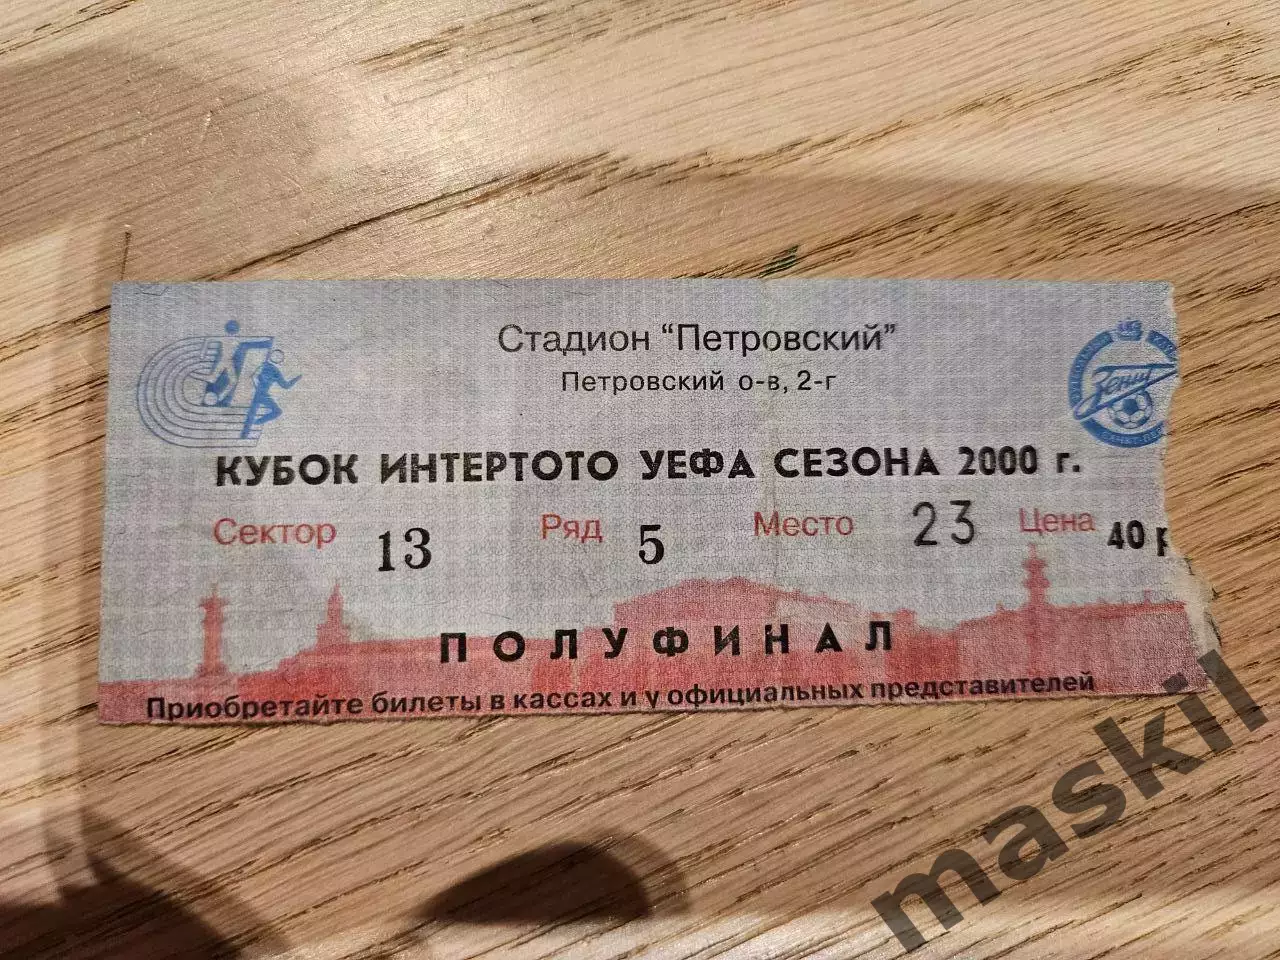 Стадион "Петровский"
Петровский о-в, 2-г
Зенит
КУБОК ИНТЕРТОТО УЕФА СЕЗОНА 2000 г.
Сектор 13 Ряд 5 Место 23 Цена 40 р
ПОЛУФИНАЛ
Приобретайте билеты в кассах и у официальных представителей
maskil